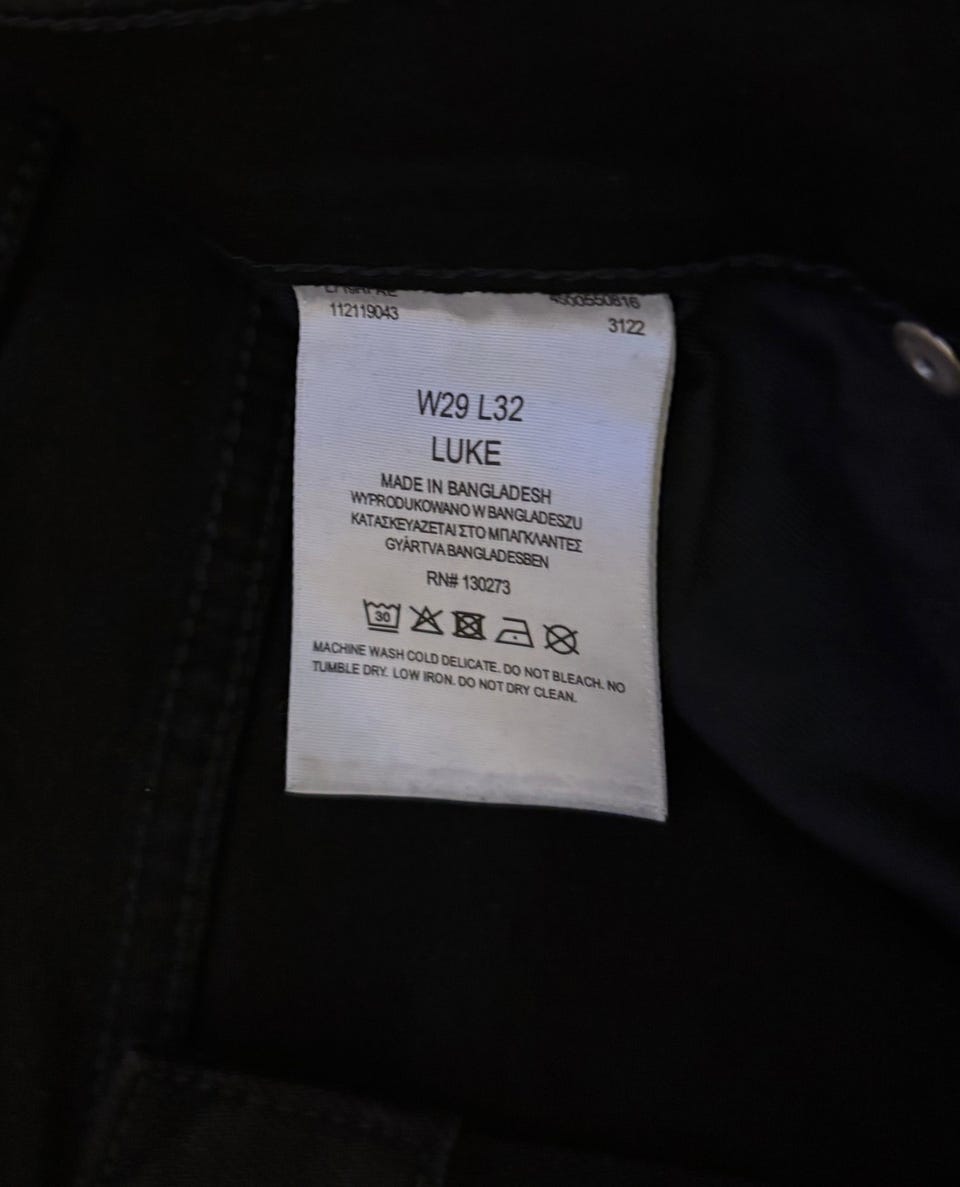 112119043
3122
W29 L32
LUKE
MADE IN BANGLADESH
WYPRODUKOWANO W BANGLADESZU
ΚΑΤΑΣΚΕΥΑΖΕΤΑΙ ΣΤΟ ΜΠΑΓΚΛΑΝΤΕΣ
GYÁRTVA BANGLADESBEN
RN# 130273
30
MACHINE WASH COLD DELICATE. DO NOT BLEACH. NO
TUMBLE DRY. LOW IRON. DO NOT DRY CLEAN.